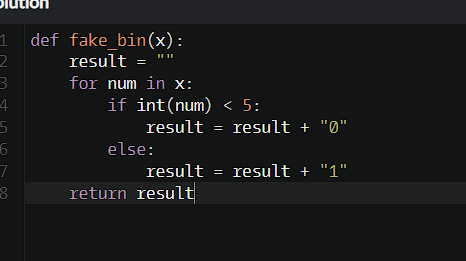 olution
1 def fake_bin(x):
2     result = ""
3     for num in x:
4         if int(num) < 5:
5             result = result + "0"
6         else:
7             result = result + "1"
8     return result